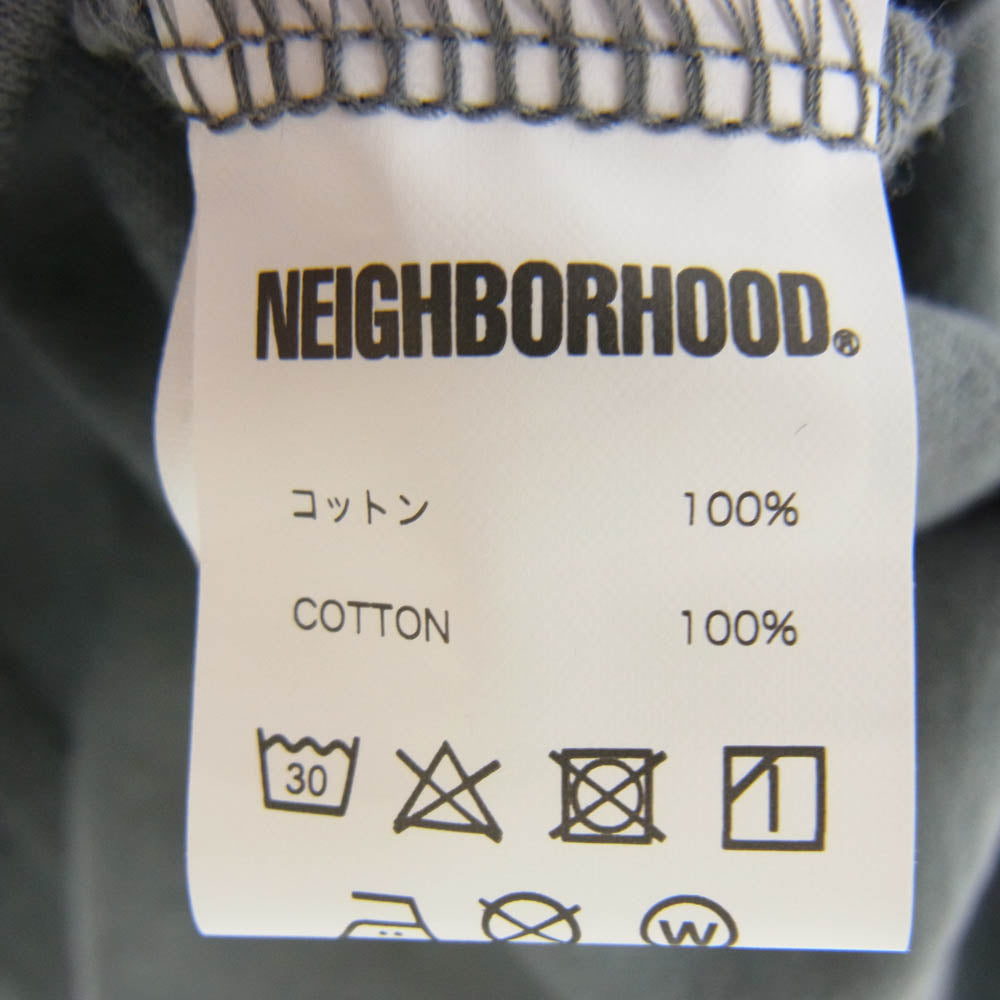 NEIGHBORHOOD®
コットン 100%
COTTON 100%
30
W